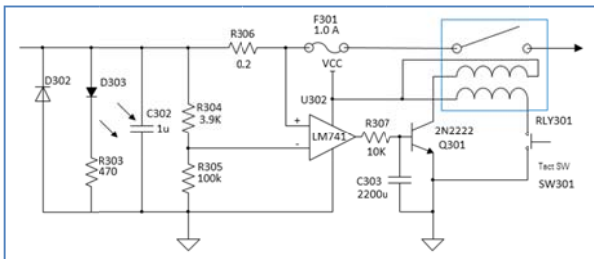 F301
R306
1.0 A
0.2
VCC
D302
D303
U302
C302
1u
R304
3.9K
+
LM741
-
R307
10K
2N2222
Q301
RLY301
R303
470
R305
100k
C303
2200u
Tact SW
SW301